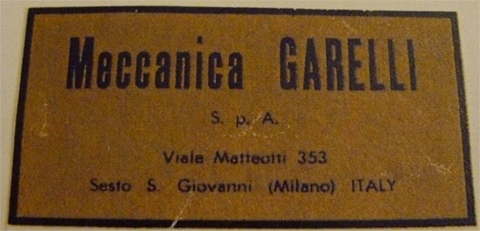 Meccanica GARELLI
S. p. A.
Viale Matteotti 353
Sesto S. Giovanni (Milano) ITALY